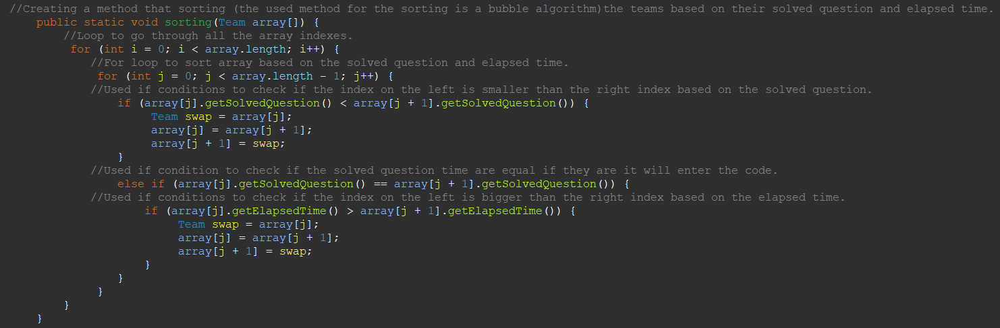 //Creating a method that sorting (the used method for the sorting is a bubble algorithm)the teams based on their solved question and elapsed time.
public static void sorting(Team array[]) {
//Loop to go through all the array indexes.
for (int i = 0; i < array.length; i++) {
//For loop to sort array based on the solved question and elapsed time.
for (int j = 0; j < array.length - 1; j++) {
//Used if conditions to check if the index on the left is smaller than the right index based on the solved question.
if (array[j].getSolvedQuestion() < array[j + 1].getSolvedQuestion()) {
Team swap = array[j];
array[j] = array[j + 1];
array[j + 1] = swap;
}
//Used if condition to check if the solved question time are equal if they are it will enter the code.
else if (array[j].getSolvedQuestion() == array[j + 1].getSolvedQuestion()) {
//Used if conditions to check if the index on the left is bigger than the right index based on the elapsed time.
if (array[j].getElapsedTime() > array[j + 1].getElapsedTime()) {
Team swap = array[j];
array[j] = array[j + 1];
array[j + 1] = swap;
}
}
}
}
}